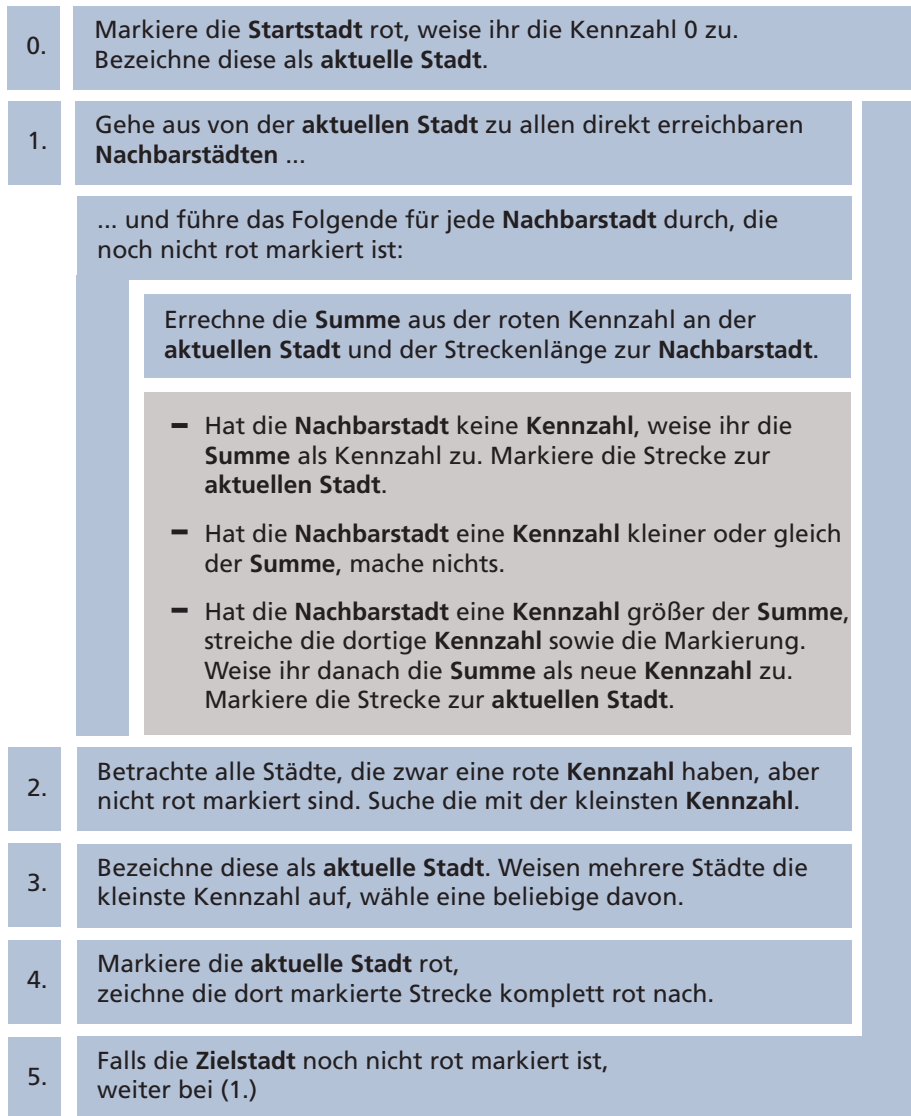 0.
Markiere die Startstadt rot, weise ihr die Kennzahl 0 zu.
Bezeichne diese als aktuelle Stadt.
1.
Gehe aus von der aktuellen Stadt zu allen direkt erreichbaren
Nachbarstädten ...
... und führe das Folgende für jede Nachbarstadt durch, die
noch nicht rot markiert ist:
Errechne die Summe aus der roten Kennzahl an der
aktuellen Stadt und der Streckenlänge zur Nachbarstadt.
– Hat die Nachbarstadt keine Kennzahl, weise ihr die
Summe als Kennzahl zu. Markiere die Strecke zur
aktuellen Stadt.
– Hat die Nachbarstadt eine Kennzahl kleiner oder gleich
der Summe, mache nichts.
– Hat die Nachbarstadt eine Kennzahl größer der Summe,
streiche die dortige Kennzahl sowie die Markierung.
Weise ihr danach die Summe als neue Kennzahl zu.
Markiere die Strecke zur aktuellen Stadt.
2.
Betrachte alle Städte, die zwar eine rote Kennzahl haben, aber
nicht rot markiert sind. Suche die mit der kleinsten Kennzahl.
3.
Bezeichne diese als aktuelle Stadt. Weisen mehrere Städte die
kleinste Kennzahl auf, wähle eine beliebige davon.
4.
Markiere die aktuelle Stadt rot,
zeichne die dort markierte Strecke komplett rot nach.
5.
Falls die Zielstadt noch nicht rot markiert ist,
weiter bei (1.)